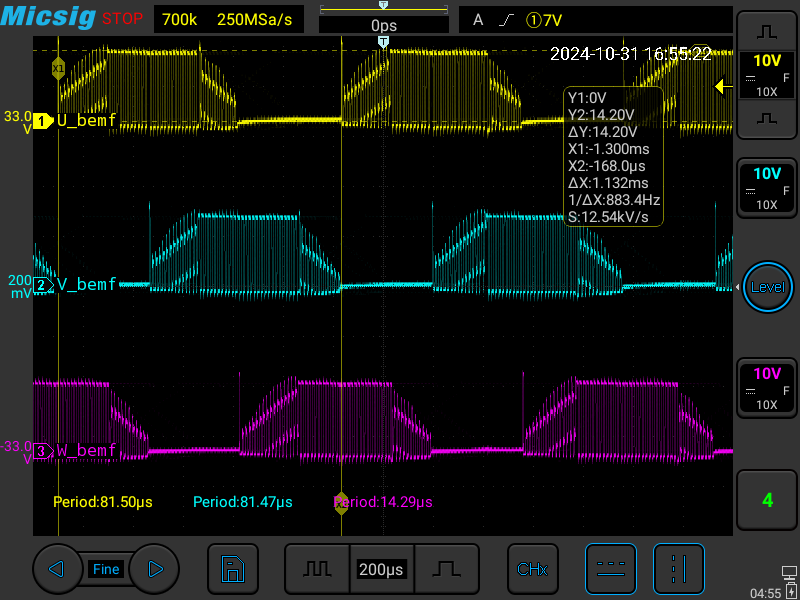 Micsig STOP 700k 250MSa/s 0ps A ①7V
T
2024-10-31 16:55:22
X1
33.0 V 1 U_bemf
Y1:0V
Y2:14.20V
ΔY:14.20V
X1:-1.300ms
X2:-168.0μs
ΔX:1.132ms
1/ΔX:883.4Hz
S:12.54kV/s
10V
F
10X
10V
F
10X
200 mV 2 V_bemf
Level
10V
F
10X
-33.0 V 3 W_bemf
Period:81.50μs Period:81.47μs Period:14.29μs
X2
4
Fine 200μs CHx
04:55